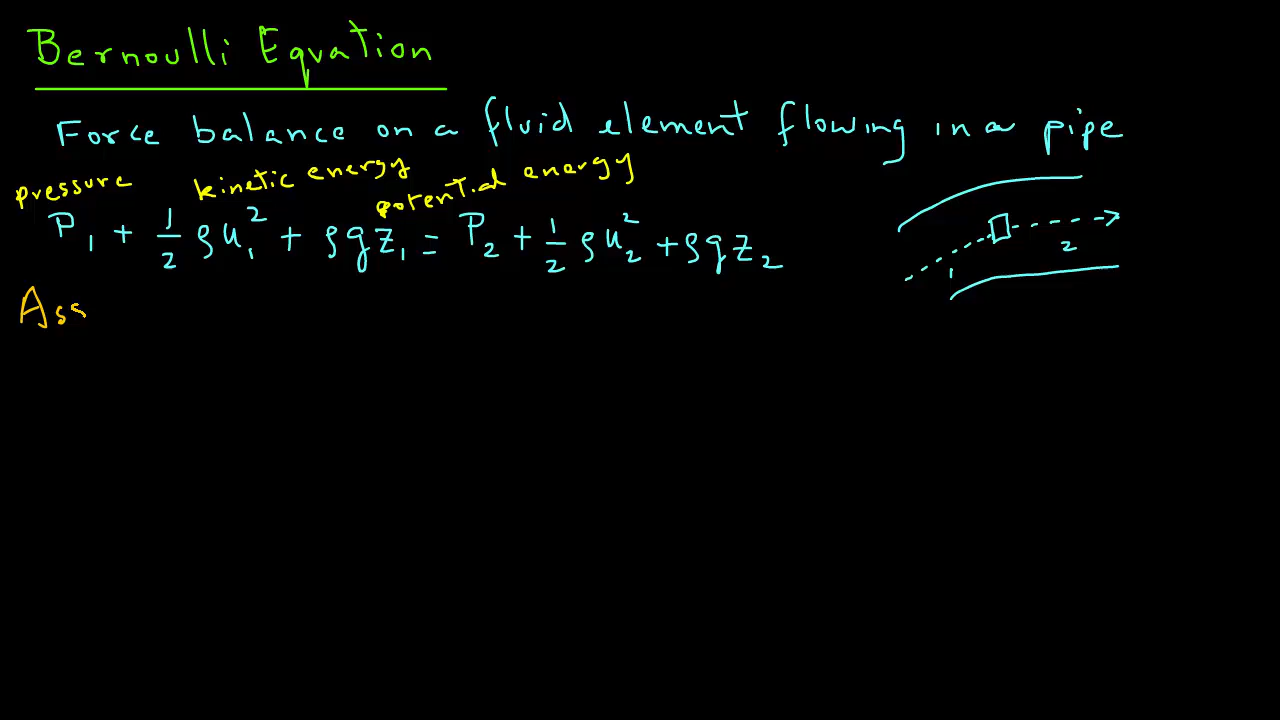 Bernoulli Equation
Force balance on a fluid element flowing in a pipe
pressure kinetic energy potential energy
P₁ + 1/2 ρu₁² + ρgz₁ = P₂ + 1/2 ρu₂² + ρgz₂
1 2
Ass